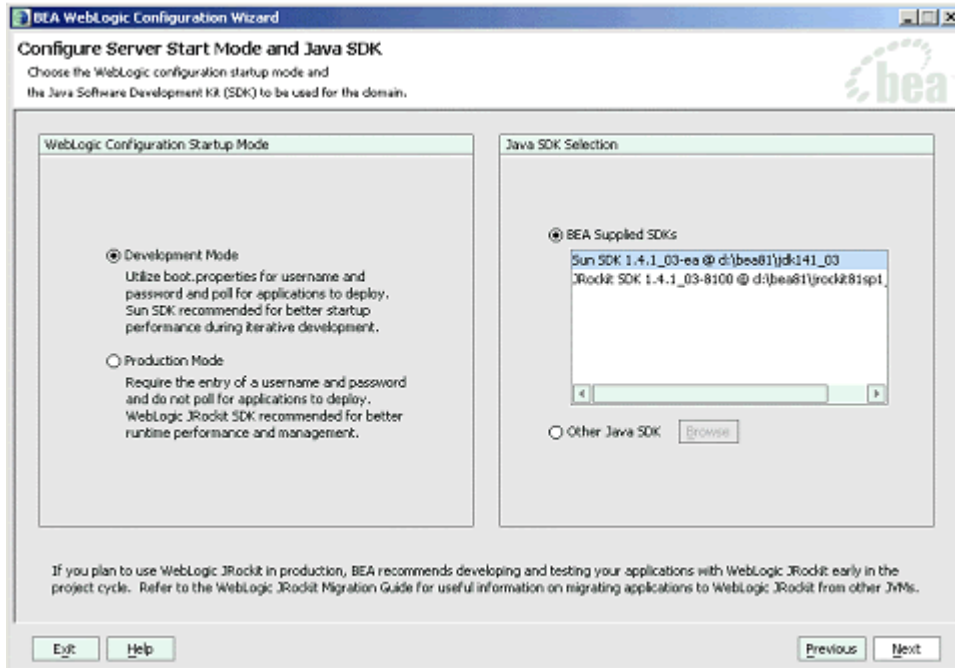 BEA WebLogic Configuration Wizard
Configure Server Start Mode and Java SDK
Choose the WebLogic configuration startup mode and
the Java Software Development Kit (SDK) to be used for the domain.
bea
WebLogic Configuration Startup Mode
Development Mode
Utilize boot.properties for username and
password and poll for applications to deploy.
Sun SDK recommended for better startup
performance during iterative development.
Production Mode
Require the entry of a username and password
and do not poll for applications to deploy.
WebLogic JRockit SDK recommended for better
runtime performance and management.
Java SDK Selection
BEA Supplied SDKs
Sun SDK 1.4.1_03-ea @ d:\bea81\jdk141_03
JRockit SDK 1.4.1_03-8100 @ d:\bea81\jrockit81sp1_
Other Java SDK
Browse
If you plan to use WebLogic JRockit in production, BEA recommends developing and testing your applications with WebLogic JRockit early in the
project cycle. Refer to the WebLogic JRockit Migration Guide for useful information on migrating applications to WebLogic JRockit from other JVMs.
Exit
Help
Previous
Next